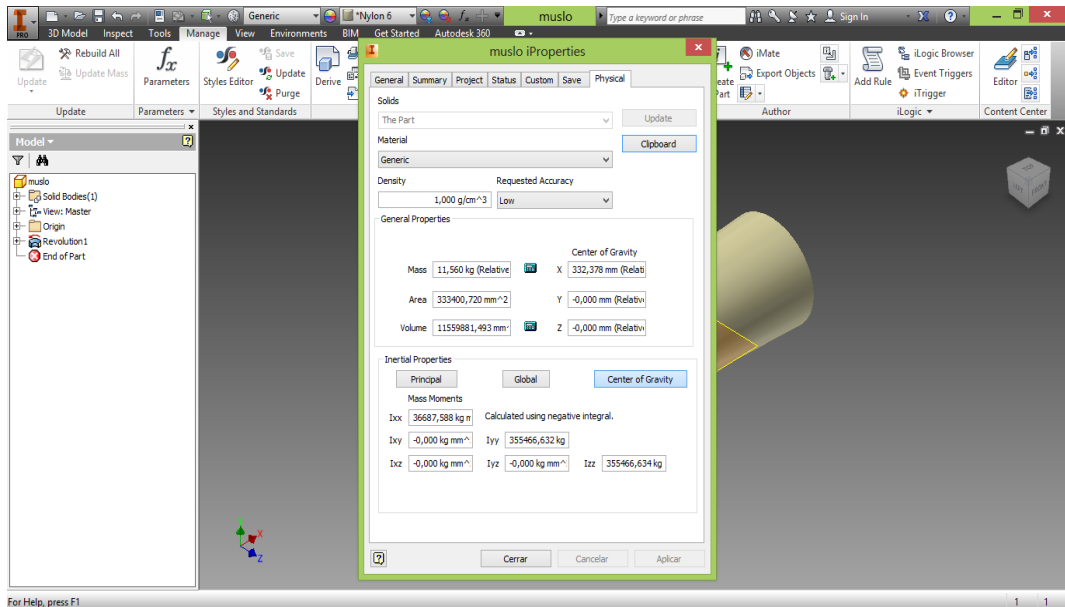 PRO
Generic
*Nylon 6
muslo
Type a keyword or phrase
Sign In
3D Model Inspect Tools Manage View Environments BIM Get Started Autodesk 360
Update
Rebuild All
Update Mass
Parameters
Styles Editor
Save
Update
Purge
Derive
iMate
Export Objects
Add Rule
iLogic Browser
Event Triggers
iTrigger
Editor
Update Parameters Styles and Standards Author iLogic Content Center
Model
muslo
Solid Bodies(1)
View: Master
Origin
Revolution1
End of Part
muslo iProperties
General Summary Project Status Custom Save Physical
Solids
The Part
Update
Material
Clipboard
Generic
Density Requested Accuracy
1,000 g/cm^3 Low
General Properties
Center of Gravity
Mass 11,560 kg (Relative X 332,378 mm (Relati
Area 333400,720 mm^2 Y -0,000 mm (Relativ
Volume 11559881,493 mm Z -0,000 mm (Relativ
Inertial Properties
Principal Global Center of Gravity
Mass Moments
Ixx 36687,588 kg m Calculated using negative integral.
Ixy -0,000 kg mm^ Iyy 355466,632 kg
Ixz -0,000 kg mm^ Iyz -0,000 kg mm^ Izz 355466,634 kg
Cerrar Cancelar Aplicar
TOP
FRONT
X
Z
For Help, press F1
1 1